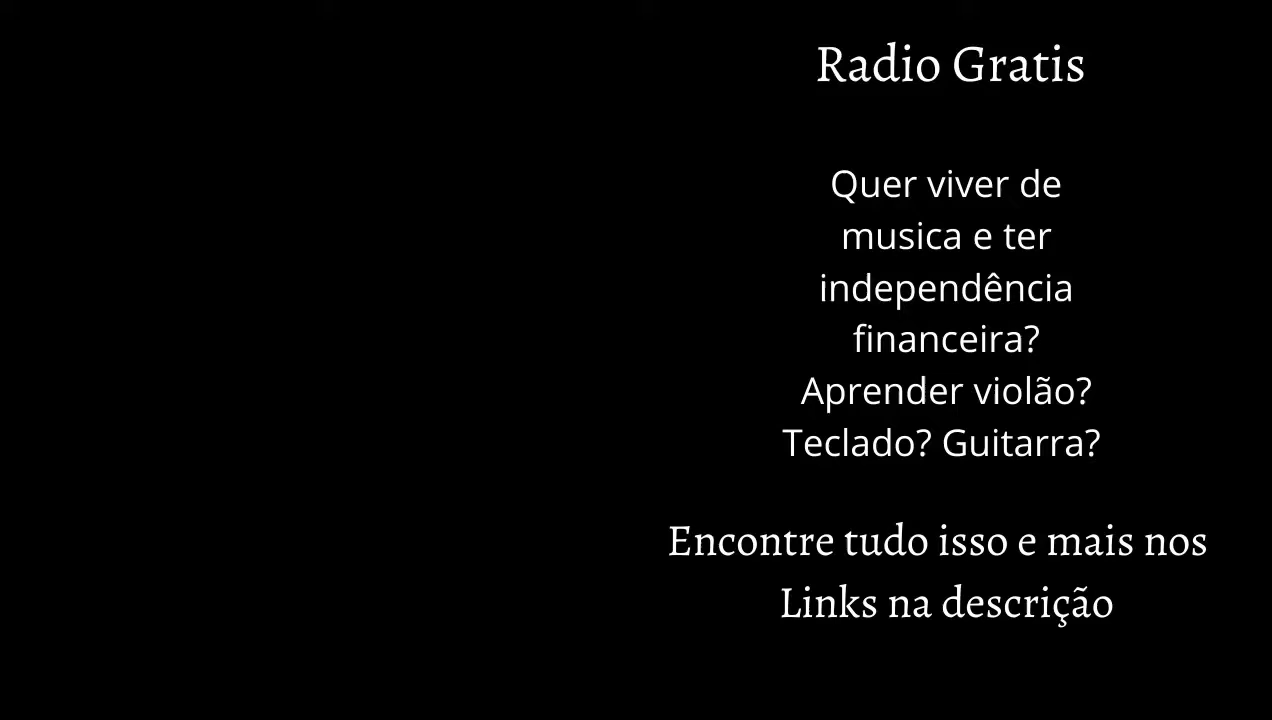 Radio Gratis
Quer viver de
musica e ter
independência
financeira?
Aprender violão?
Teclado? Guitarra?
Encontre tudo isso e mais nos
Links na descrição